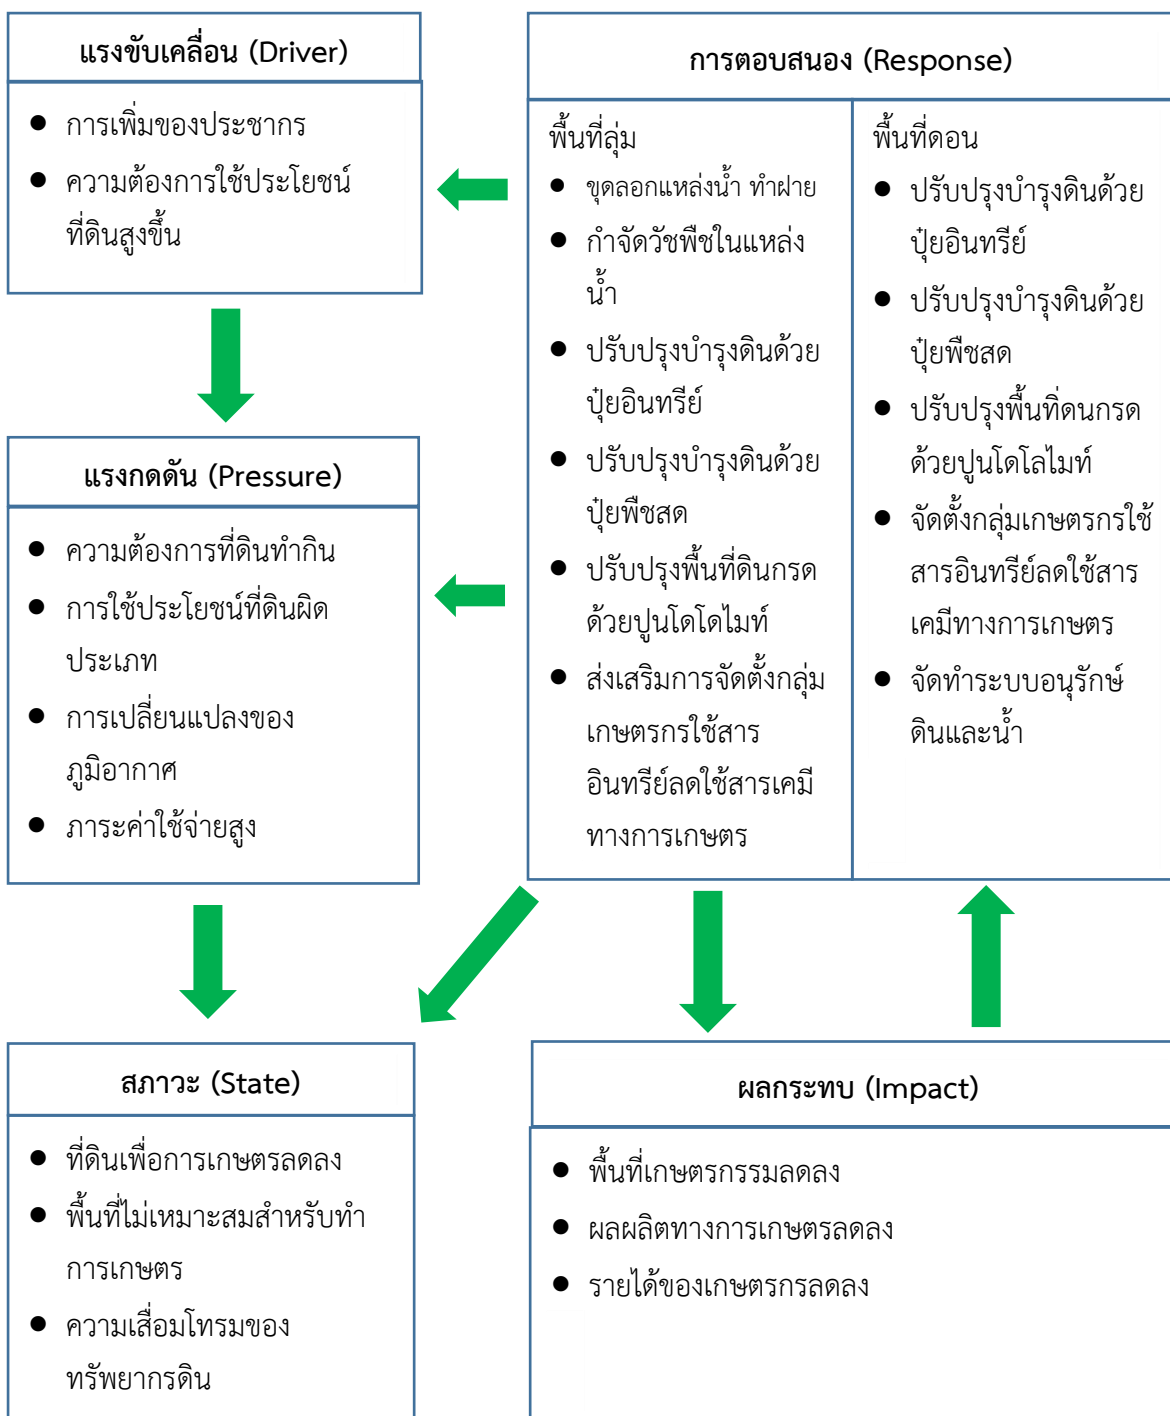 แรงขับเคลื่อน (Driver)
การเพิ่มของประชากร
ความต้องการใช้ประโยชน์
ที่ดินสูงขึ้น
แรงกดดัน (Pressure)
ความต้องการที่ดินทำกิน
การใช้ประโยชน์ที่ดินผิด
ประเภท
การเปลี่ยนแปลงของ
ภูมิอากาศ
ภาระค่าใช้จ่ายสูง
การตอบสนอง (Response)
พื้นที่ลุ่ม
ขุดลอกแหล่งน้ำ ทำฝาย
กำจัดวัชพืชในแหล่ง
น้ำ
ปรับปรุงบำรุงดินด้วย
ปุ๋ยอินทรีย์
ปรับปรุงบำรุงดินด้วย
ปุ๋ยพืชสด
ปรับปรุงพื้นที่ดินกรด
ด้วยปูนโดโดไมท์
ส่งเสริมการจัดตั้งกลุ่ม
เกษตรกรใช้สาร
อินทรีย์ลดใช้สารเคมี
ทางการเกษตร
พื้นที่ดอน
ปรับปรุงบำรุงดินด้วย
ปุ๋ยอินทรีย์
ปรับปรุงบำรุงดินด้วย
ปุ๋ยพืชสด
ปรับปรุงพื้นที่ดนกรด
ด้วยปูนโดโลไมท์
จัดตั้งกลุ่มเกษตรกรใช้
สารอินทรีย์ลดใช้สาร
เคมีทางการเกษตร
จัดทำระบบอนุรักษ์
ดินและน้ำ
สภาวะ (State)
ที่ดินเพื่อการเกษตรลดลง
พื้นที่ไม่เหมาะสมสำหรับทำ
การเกษตร
ความเสื่อมโทรมของ
ทรัพยากรดิน
ผลกระทบ (Impact)
พื้นที่เกษตรกรรมลดลง
ผลผลิตทางการเกษตรลดลง
รายได้ของเกษตรกรลดลง